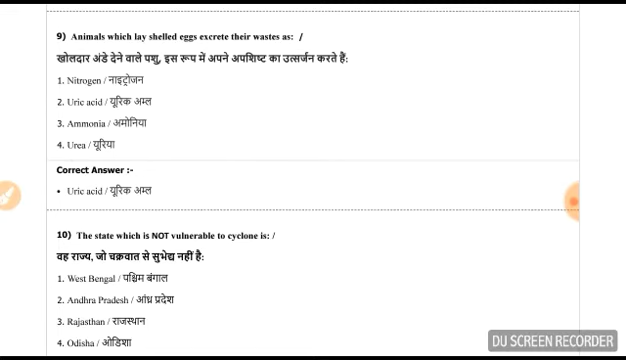 9) Animals which lay shelled eggs excrete their wastes as: /
खोलदार अंडे देने वाले पशु, इस रूप में अपने अपशिष्ट का उत्सर्जन करते हैं:
1. Nitrogen / नाइट्रोजन
2. Uric acid / यूरिक अम्ल
3. Ammonia / अमोनिया
4. Urea / यूरिया
Correct Answer :-
• Uric acid / यूरिक अम्ल
10) The state which is NOT vulnerable to cyclone is: /
वह राज्य, जो चक्रवात से सुभेद्य नहीं है:
1. West Bengal / पश्चिम बंगाल
2. Andhra Pradesh / आंध्र प्रदेश
3. Rajasthan / राजस्थान
4. Odisha / ओडिशा
DU SCREEN RECORDER